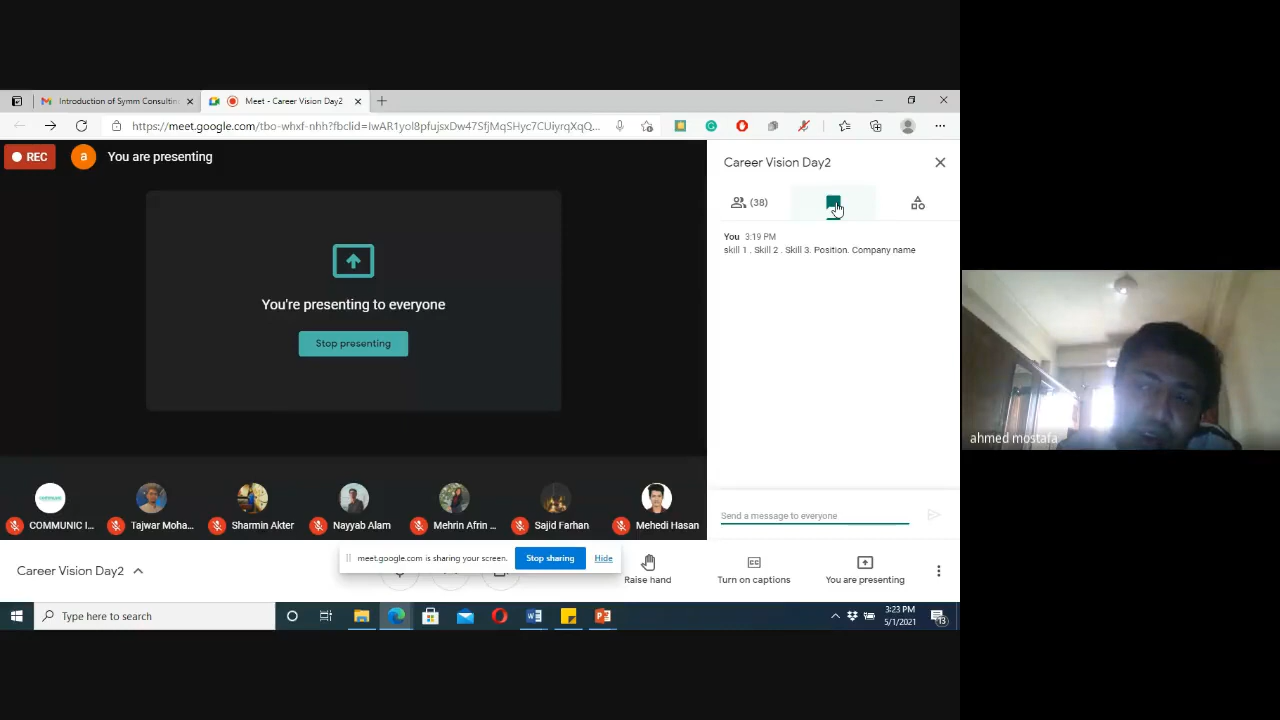 Introduction of Symm Consultin
Meet - Career Vision Day2
https://meet.google.com/tbo-whxf-nhh?fbclid=IwAR1yol8pfujsxDw47SfjMqSHyc7CUiyrqXqQ...
REC
a
You are presenting
Career Vision Day2
(38)
You 3:19 PM
skill 1 . Skill 2 . Skill 3. Position. Company name
You're presenting to everyone
Stop presenting
ahmed mostafa
COMMUNIC I...
Tajwar Moha...
Sharmin Akter
Nayyab Alam
Mehrin Afrin ...
Sajid Farhan
Mehedi Hasan
Send a message to everyone
meet.google.com is sharing your screen.
Stop sharing
Hide
Career Vision Day2
Raise hand
Turn on captions
You are presenting
Type here to search
3:23 PM
5/1/2021
13